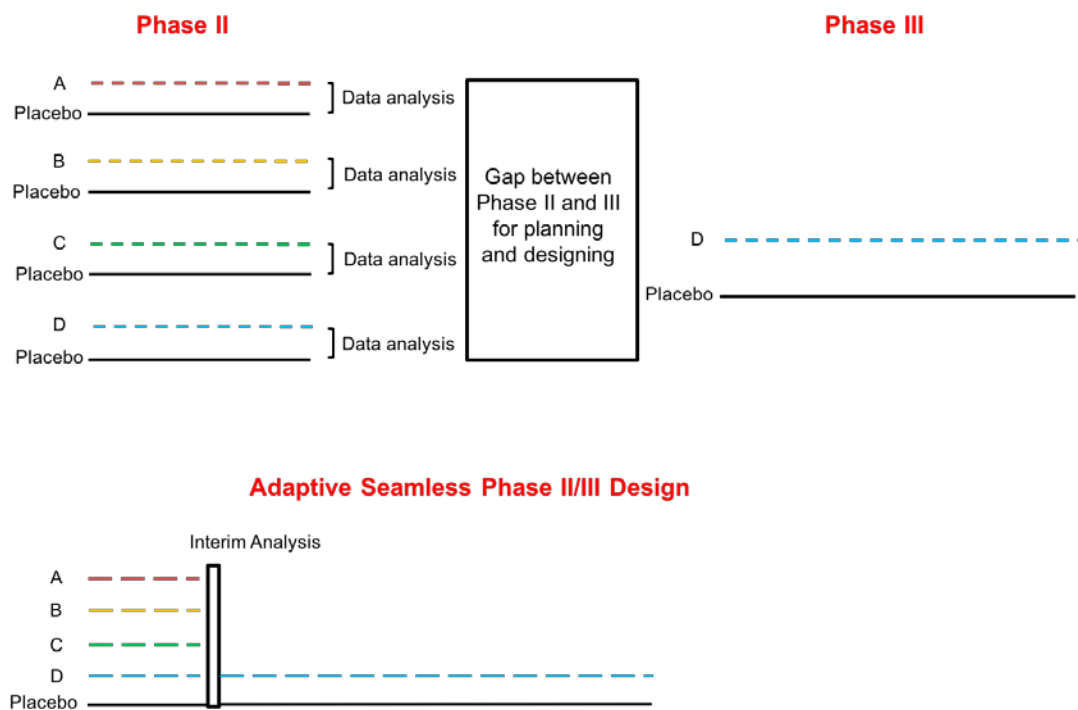 Phase II
Phase III
A
Placebo
Data analysis
B
Placebo
Data analysis
C
Placebo
Data analysis
D
Placebo
Data analysis
Gap between
Phase II and III
for planning
and designing
D
Placebo
Adaptive Seamless Phase II/III Design
Interim Analysis
A
B
C
D
Placebo